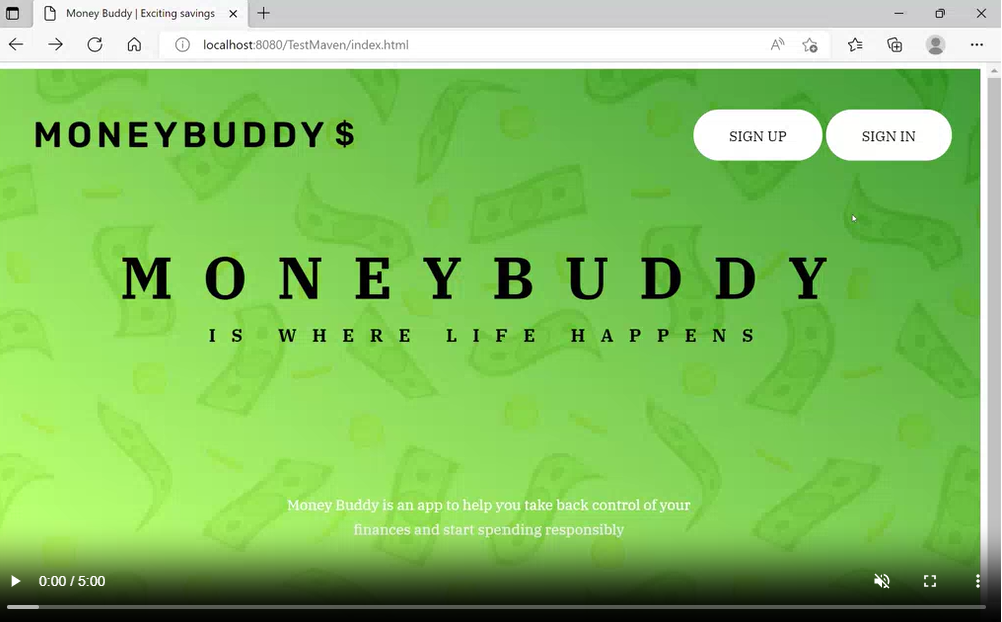 Money Buddy | Exciting savings
localhost:8080/TestMaven/index.html
MONEYBUDDY $
SIGN UP
SIGN IN
MONEYBUDDY
IS WHERE LIFE HAPPENS
Money Buddy is an app to help you take back control of your
finances and start spending responsibly
0:00 / 5:00